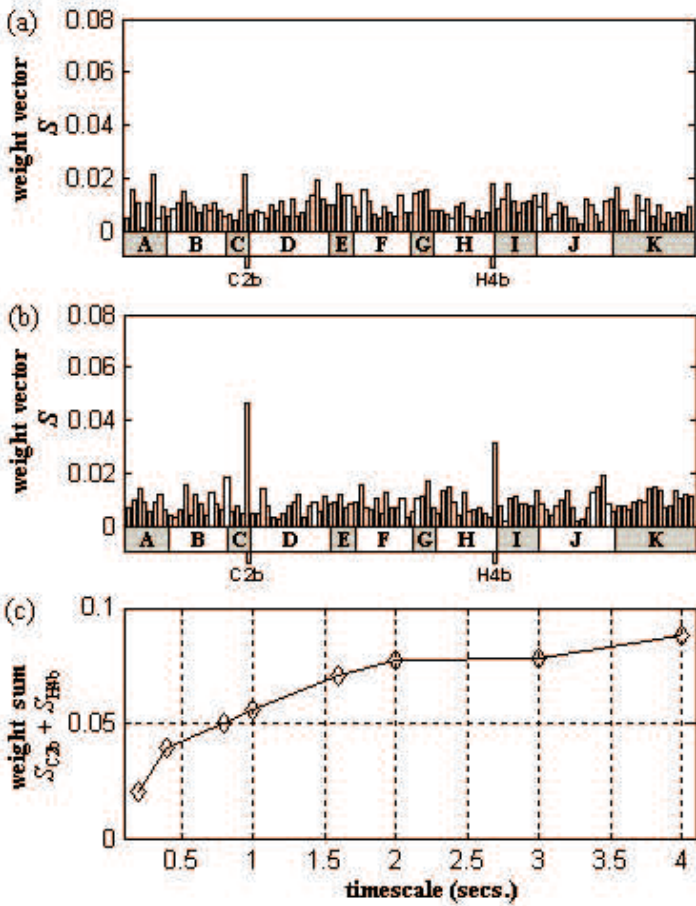 (a)
weight vector
S
0.08
0.06
0.04
0.02
0
A B C D E F G H I J K
C2b H4b
(b)
weight vector
S
0.08
0.06
0.04
0.02
0
A B C D E F G H I J K
C2b H4b
(c)
weight sum
S_C2b + S_H4b
0.1
0.05
0
0.5 1 1.5 2 2.5 3 3.5 4
timescale (secs.)